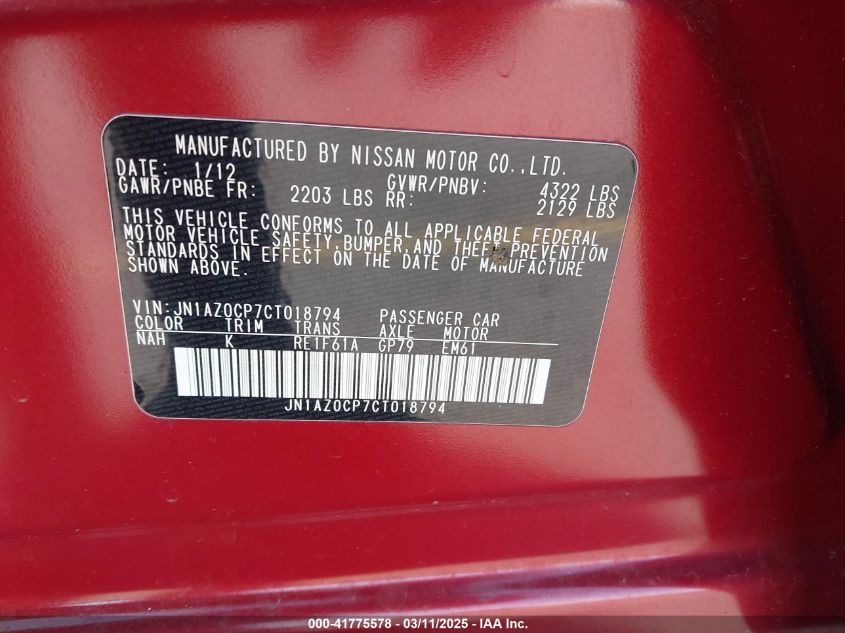 MANUFACTURED BY NISSAN MOTOR CO.,LTD.
DATE: 1/12 GVWR/PNBV: 4322 LBS
GAWR/PNBE FR: 2203 LBS RR: 2129 LBS
THIS VEHICLE CONFORMS TO ALL APPLICABLE FEDERAL
MOTOR VEHICLE SAFETY,BUMPER,AND THEFT PREVENTION
STANDARDS IN EFFECT ON THE DATE OF MANUFACTURE
SHOWN ABOVE.
VIN:JN1AZ0CP7CT018794 PASSENGER CAR
COLOR TRIM TRANS AXLE MOTOR
NAH K RE1F61A GP79 EM61
JN1AZ0CP7CT018794
000-41775578 - 03/11/2025 - IAA Inc.